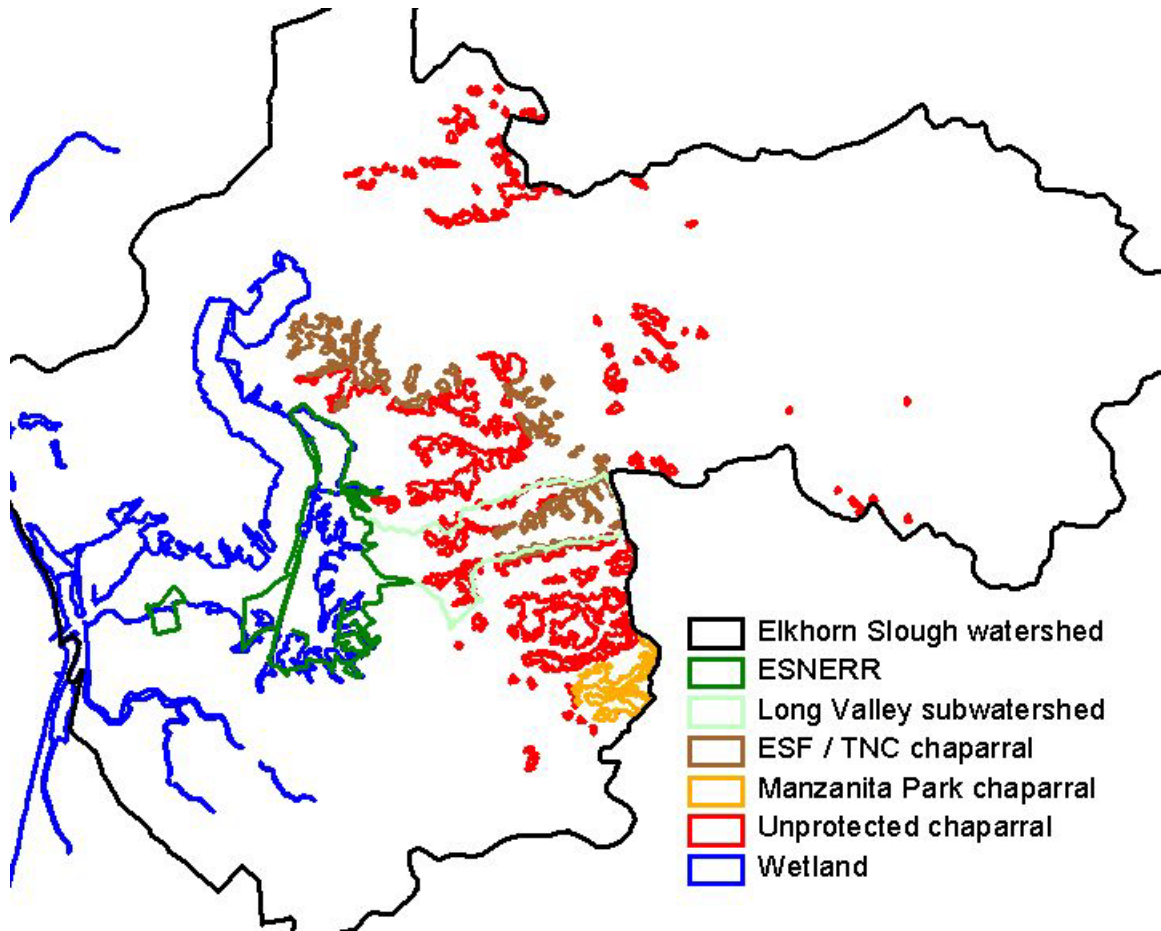 Elkhorn Slough watershed
ESNERR
Long Valley subwatershed
ESF / TNC chaparral
Manzanita Park chaparral
Unprotected chaparral
Wetland